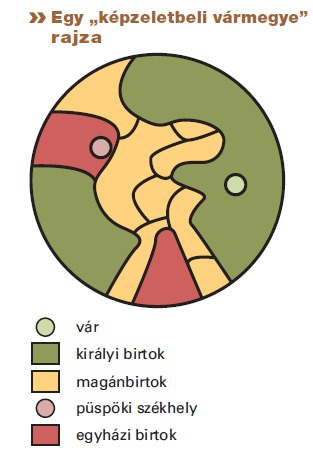 » Egy „képzeletbeli vármegye”
rajza
vár
királyi birtok
magánbirtok
püspöki székhely
egyházi birtok